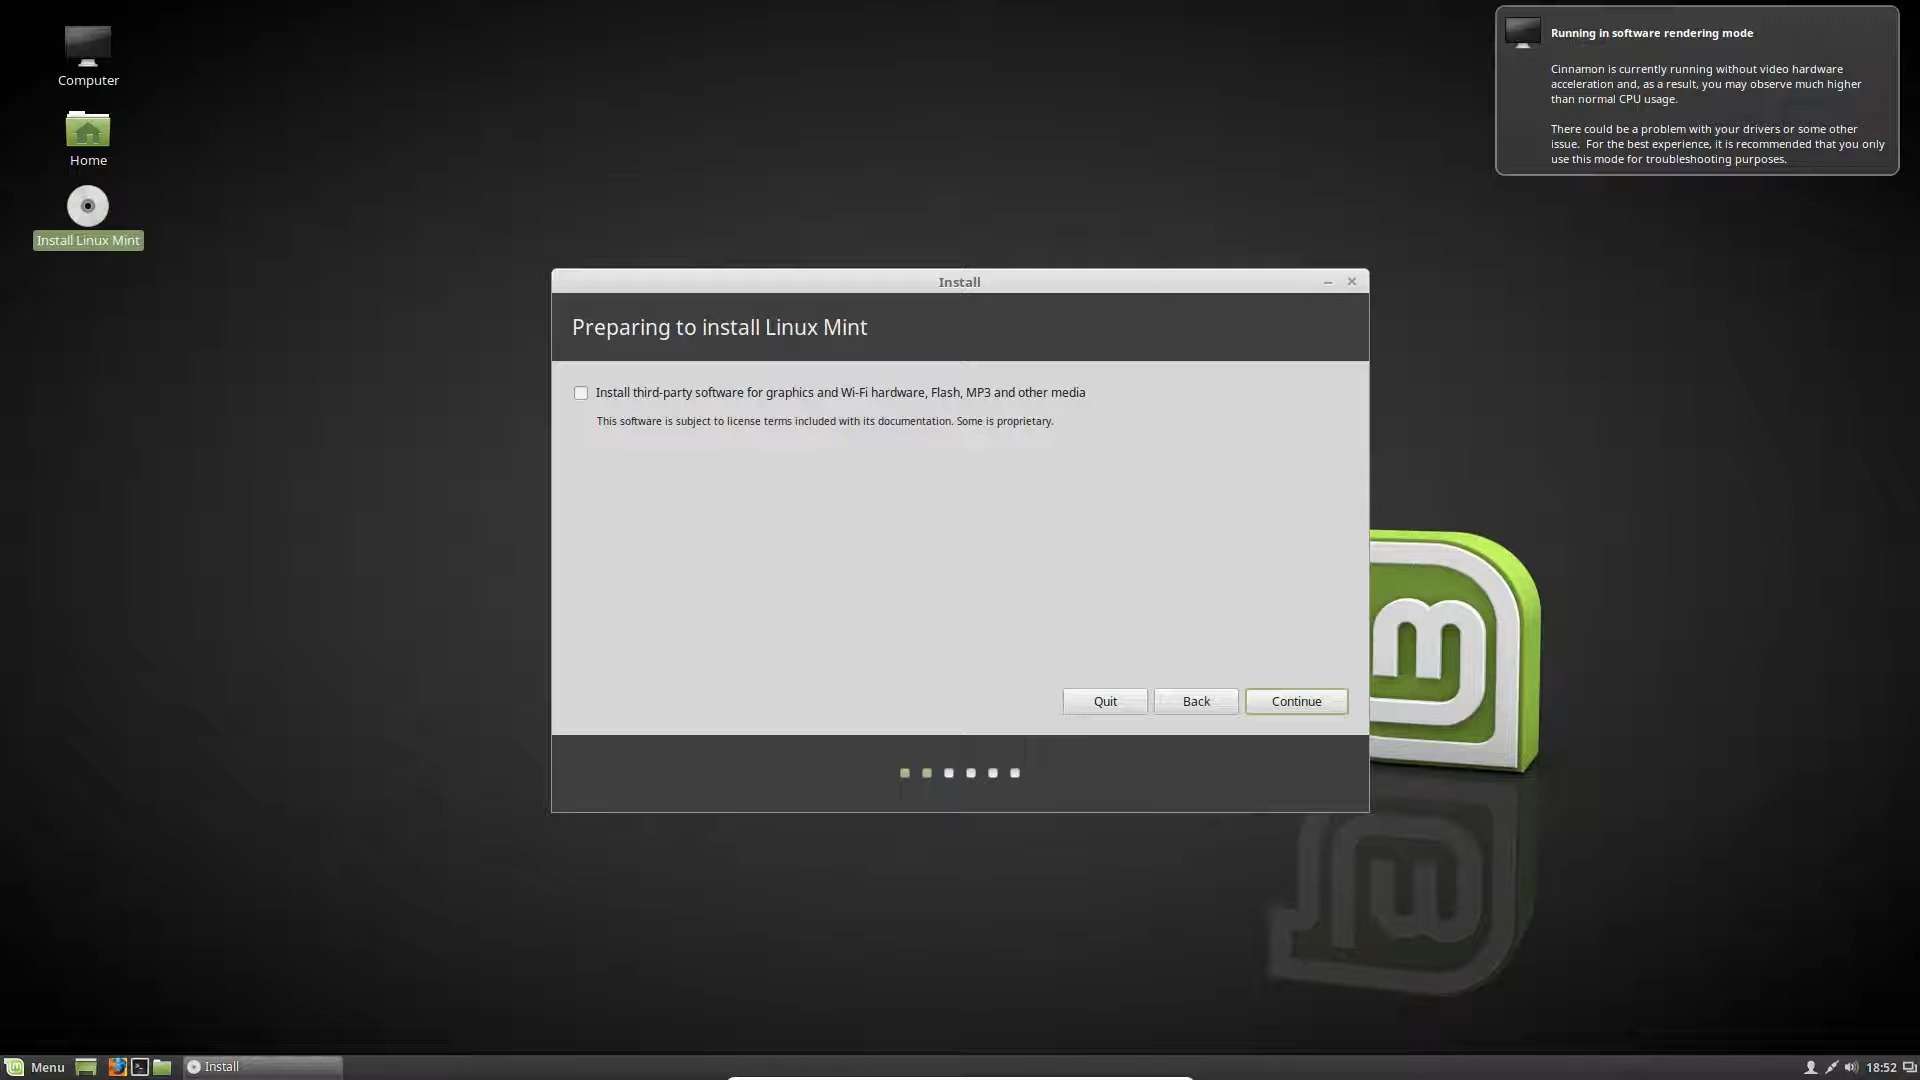 Computer
Home
Install Linux Mint
Running in software rendering mode
Cinnamon is currently running without video hardware
acceleration and, as a result, you may observe much higher
than normal CPU usage.
There could be a problem with your drivers or some other
issue.  For the best experience, it is recommended that you only
use this mode for troubleshooting purposes.
Install
Preparing to install Linux Mint
Install third-party software for graphics and Wi-Fi hardware, Flash, MP3 and other media
This software is subject to license terms included with its documentation. Some is proprietary.
Quit
Back
Continue
Menu
Install
18:52